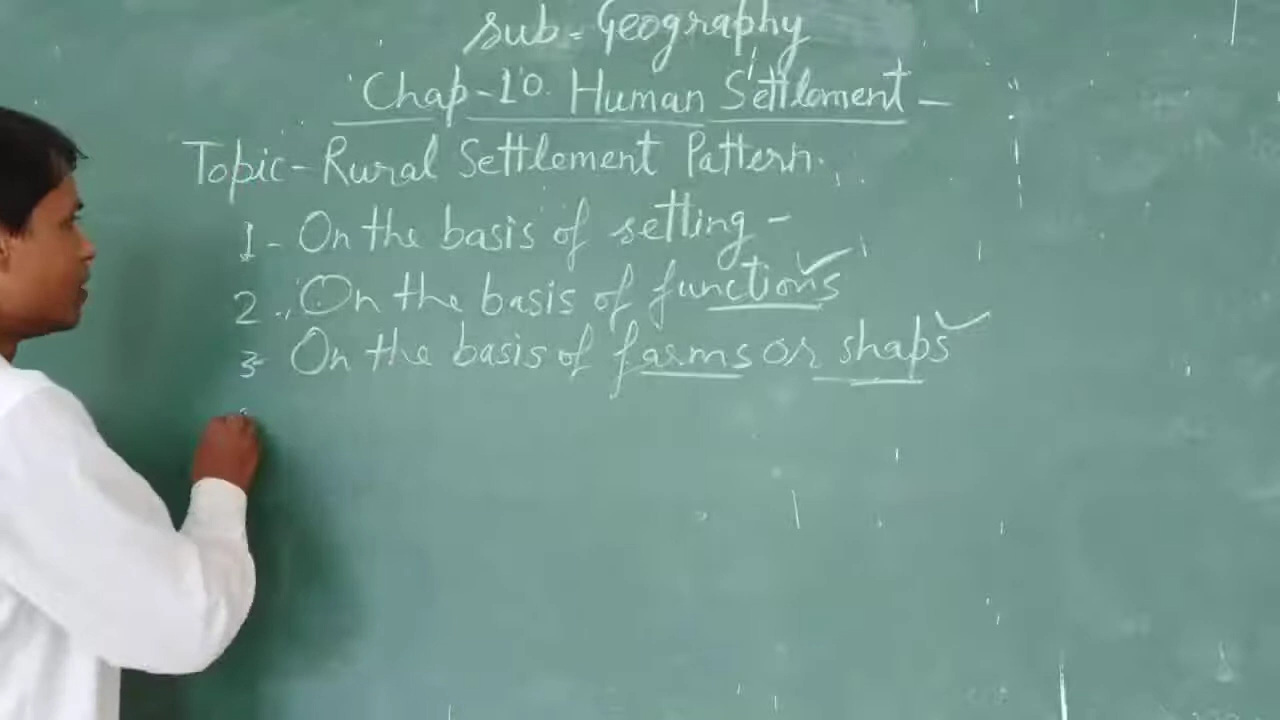 Sub = Geography
Chap-10. Human Settlement -
Topic - Rural Settlement Pattern.
1 - On the basis of setting -
2. On the basis of functions
3 On the basis of farms or shaps